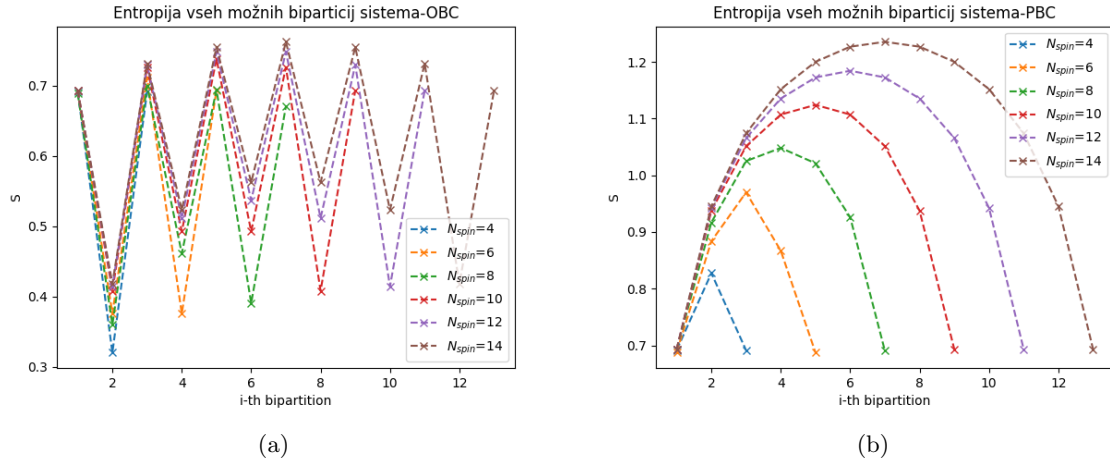 Entropija vseh možnih biparticij sistema-OBC
S
0.7
0.6
0.5
0.4
0.3
2 4 6 8 10 12
i-th bipartition
N_spin=4
N_spin=6
N_spin=8
N_spin=10
N_spin=12
N_spin=14
(a)
Entropija vseh možnih biparticij sistema-PBC
S
1.2
1.1
1.0
0.9
0.8
0.7
2 4 6 8 10 12
i-th bipartition
N_spin=4
N_spin=6
N_spin=8
N_spin=10
N_spin=12
N_spin=14
(b)